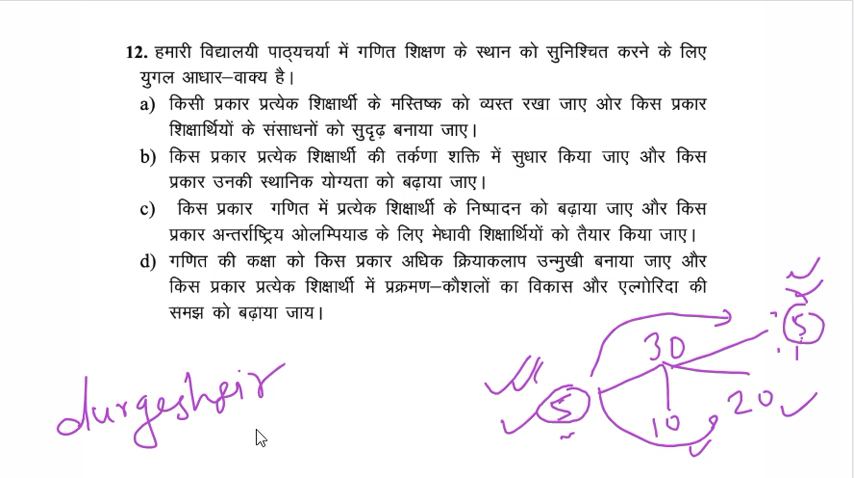 12. हमारी विद्यालयी पाठ्यचर्या में गणित शिक्षण के स्थान को सुनिश्चित करने के लिए
युगल आधार–वाक्य है।
a) किसी प्रकार प्रत्येक शिक्षार्थी के मस्तिष्क को व्यस्त रखा जाए ओर किस प्रकार
शिक्षार्थियों के संसाधनों को सुदृढ़ बनाया जाए।
b) किस प्रकार प्रत्येक शिक्षार्थी की तर्कणा शक्ति में सुधार किया जाए और किस
प्रकार उनकी स्थानिक योग्यता को बढ़ाया जाए।
c) किस प्रकार गणित में प्रत्येक शिक्षार्थी के निष्पादन को बढ़ाया जाए और किस
प्रकार अन्तर्राष्ट्रिय ओलम्पियाड के लिए मेधावी शिक्षार्थियों को तैयार किया जाए।
d) गणित की कक्षा को किस प्रकार अधिक क्रियाकलाप उन्मुखी बनाया जाए और
किस प्रकार प्रत्येक शिक्षार्थी में प्रक्रमण–कौशलों का विकास और एल्गोरिदा की
समझ को बढ़ाया जाय।
5
30
5
10
20